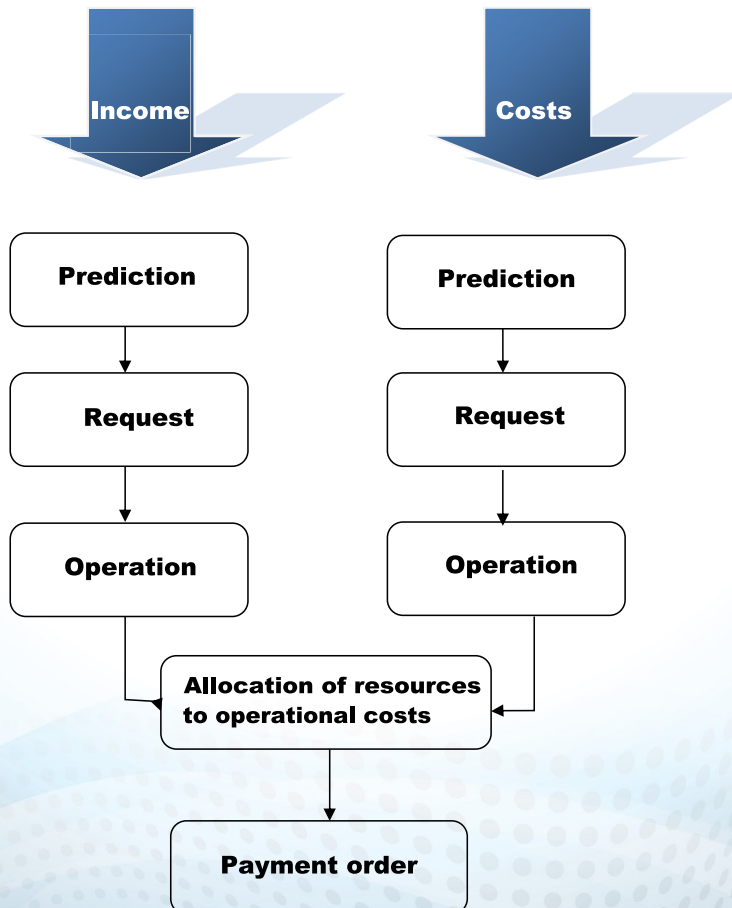 Income
Costs
Prediction
Prediction
Request
Request
Operation
Operation
Allocation of resources
to operational costs
Payment order